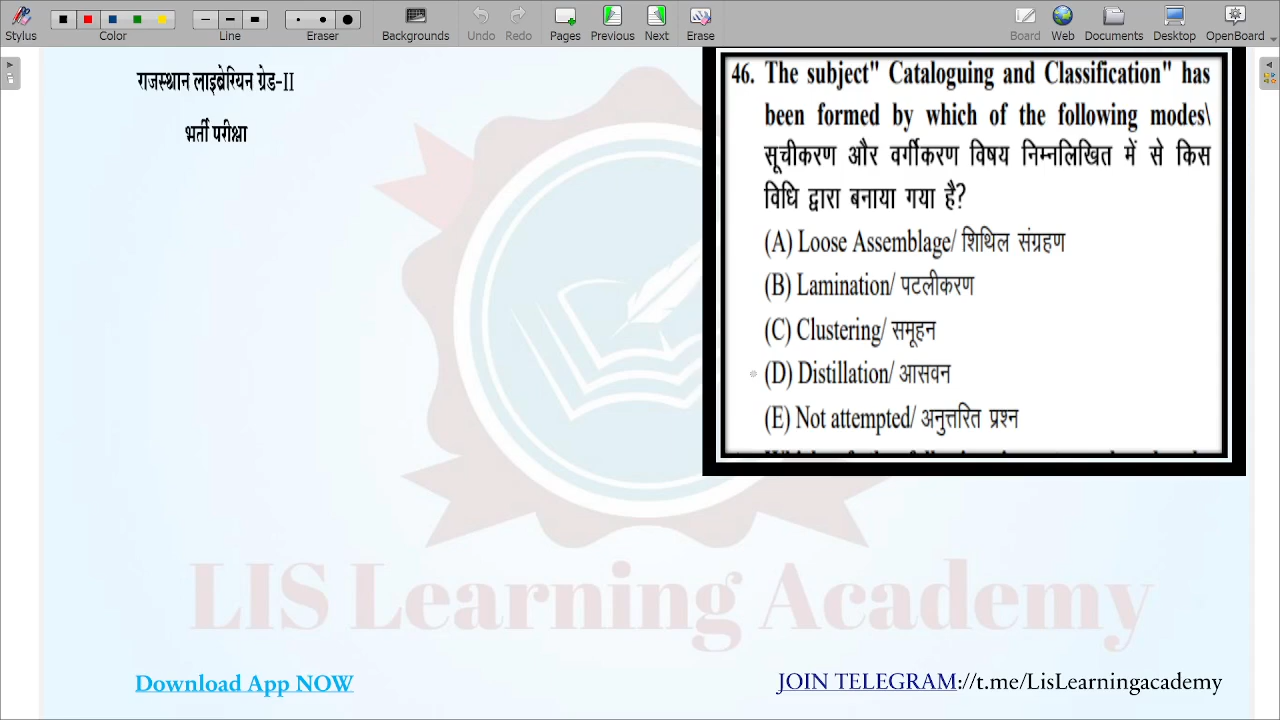 Stylus
Color
Line
Eraser
Backgrounds
Undo
Redo
Pages
Previous
Next
Erase
Board
Web
Documents
Desktop
OpenBoard
राजस्थान लाइब्रेरियन ग्रेड-II
भर्ती परीक्षा
46. The subject" Cataloguing and Classification" has
been formed by which of the following modes\
सूचीकरण और वर्गीकरण विषय निम्नलिखित में से किस
विधि द्वारा बनाया गया है?
(A) Loose Assemblage/ शिथिल संग्रहण
(B) Lamination/ पटलीकरण
(C) Clustering/ समूहन
(D) Distillation/ आसवन
(E) Not attempted/ अनुत्तरित प्रश्न
LIS Learning Academy
Download App NOW
JOIN TELEGRAM://t.me/LisLearningacademy